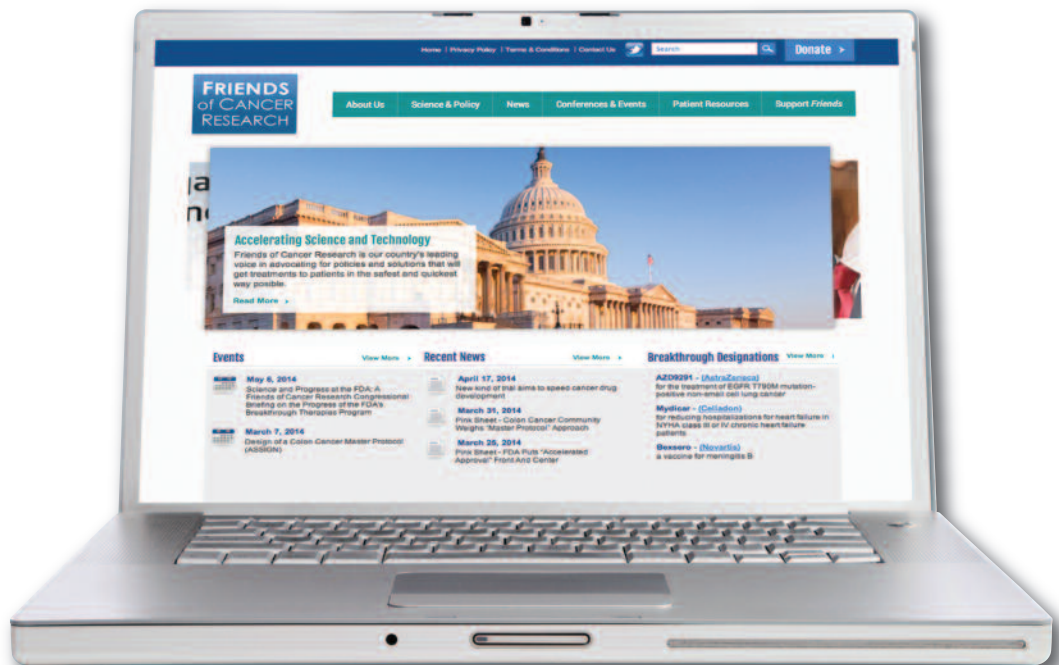 Home | Privacy Policy | Terms & Conditions | Contact Us
Search
Donate >
FRIENDS
of CANCER
RESEARCH
About Us
Science & Policy
News
Conferences & Events
Patient Resources
Support Friends
Accelerating Science and Technology
Friends of Cancer Research is our country's leading
voice in advocating for policies and solutions that will
get treatments to patients in the safest and quickest
way posible.
Read More >
Events
View More >
May 6, 2014
Science and Progress at the FDA: A
Friends of Cancer Research Congressional
Briefing on the Progress of the FDA's
Breakthrough Therapies Program
March 7, 2014
Design of a Colon Cancer Master Protocol
(ASSIGN)
Recent News
View More >
April 17, 2014
New kind of trial aims to speed cancer drug
development
March 31, 2014
Pink Sheet - Colon Cancer Community
Weighs "Master Protocol" Approach
March 25, 2014
Pink Sheet - FDA Puts "Accelerated
Approval" Front And Center
Breakthrough Designations
View More
AZD9291 - (AstraZeneca)
for the treatment of EGFR T790M mutation-
positive non-small cell lung cancer
Mydicar - (Celladon)
for reducing hospitalizations for heart failure in
NYHA class III or IV chronic heart failure
patients
Bexsero - (Novartis)
a vaccine for meningitis B